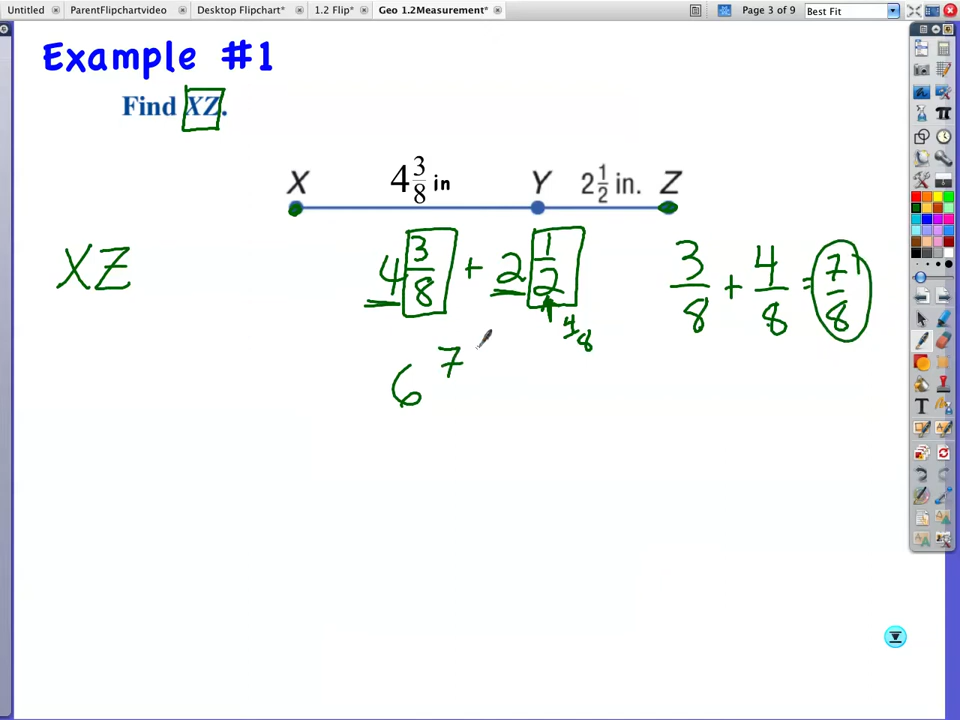 Untitled ParentFlipchartvideo Desktop Flipchart* 1.2 Flip* Geo 1.2Measurement* Page 3 of 9 Best Fit
Example #1
Find XZ.
X 4 3/8 in Y 2 1/2 in. Z
XZ 4 3/8 + 2 1/2 3/8 + 4/8 = 7/8
4/8
6 7